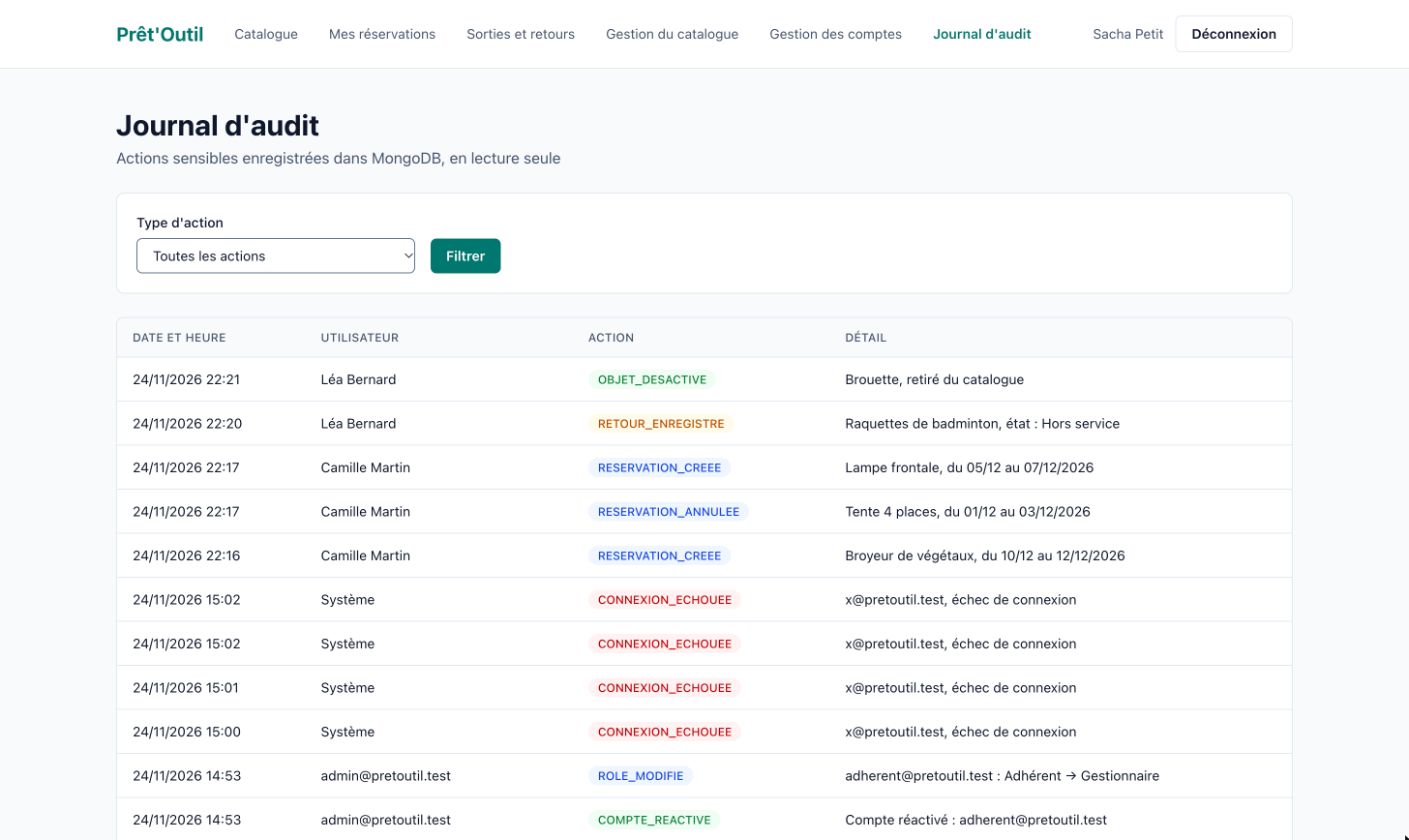 Prêt'Outil Catalogue Mes réservations Sorties et retours Gestion du catalogue Gestion des comptes Journal d'audit Sacha Petit Déconnexion
Journal d'audit
Actions sensibles enregistrées dans MongoDB, en lecture seule
Type d'action
Toutes les actions Filtrer
DATE ET HEURE UTILISATEUR ACTION DÉTAIL
24/11/2026 22:21 Léa Bernard OBJET_DESACTIVE Brouette, retiré du catalogue
24/11/2026 22:20 Léa Bernard RETOUR_ENREGISTRE Raquettes de badminton, état : Hors service
24/11/2026 22:17 Camille Martin RESERVATION_CREEE Lampe frontale, du 05/12 au 07/12/2026
24/11/2026 22:17 Camille Martin RESERVATION_ANNULEE Tente 4 places, du 01/12 au 03/12/2026
24/11/2026 22:16 Camille Martin RESERVATION_CREEE Broyeur de végétaux, du 10/12 au 12/12/2026
24/11/2026 15:02 Système CONNEXION_ECHOUEE x@pretoutil.test, échec de connexion
24/11/2026 15:02 Système CONNEXION_ECHOUEE x@pretoutil.test, échec de connexion
24/11/2026 15:01 Système CONNEXION_ECHOUEE x@pretoutil.test, échec de connexion
24/11/2026 15:00 Système CONNEXION_ECHOUEE x@pretoutil.test, échec de connexion
24/11/2026 14:53 admin@pretoutil.test ROLE_MODIFIE adherent@pretoutil.test : Adhérent → Gestionnaire
24/11/2026 14:53 admin@pretoutil.test COMPTE_REACTIVE Compte réactivé : adherent@pretoutil.test